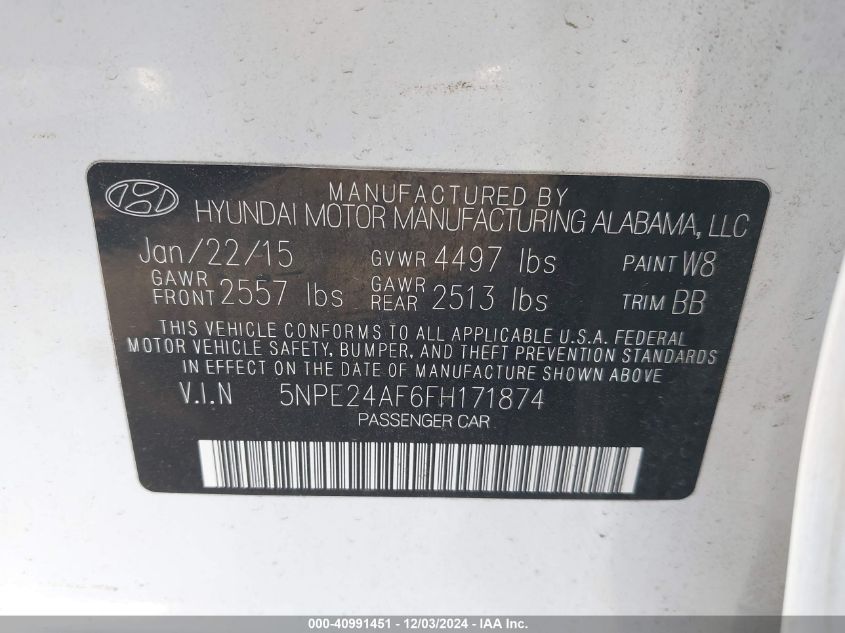 MANUFACTURED BY
HYUNDAI MOTOR MANUFACTURING ALABAMA, LLC
Jan/22/15 GVWR 4497 lbs PAINT W8
GAWR FRONT 2557 lbs GAWR REAR 2513 lbs TRIM BB
THIS VEHICLE CONFORMS TO ALL APPLICABLE U.S.A. FEDERAL
MOTOR VEHICLE SAFETY, BUMPER, AND THEFT PREVENTION STANDARDS
IN EFFECT ON THE DATE OF MANUFACTURE SHOWN ABOVE
V.I.N 5NPE24AF6FH171874
PASSENGER CAR
000-40991451 - 12/03/2024 - IAA Inc.